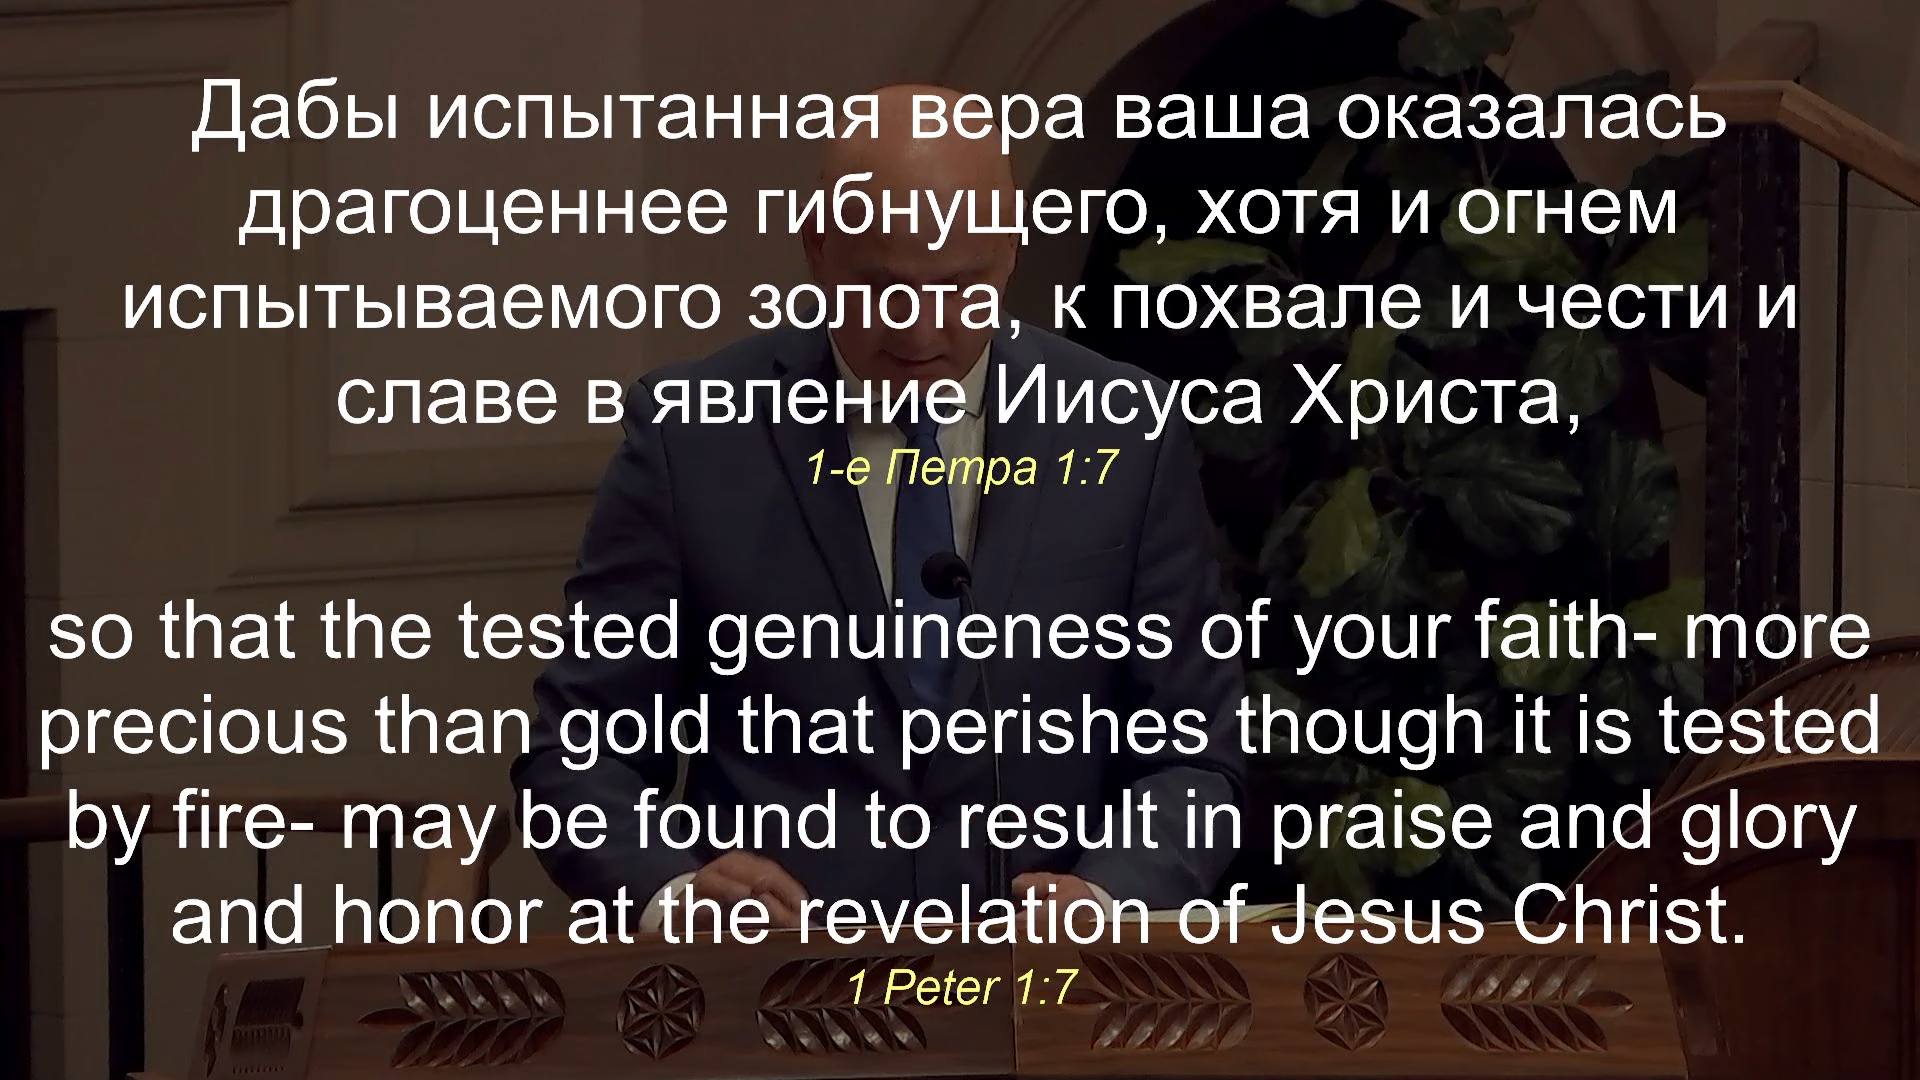 Дабы испытанная вера ваша оказалась
драгоценнее гибнущего, хотя и огнем
испытываемого золота, к похвале и чести и
славе в явление Иисуса Христа,
1-е Петра 1:7
so that the tested genuineness of your faith- more
precious than gold that perishes though it is tested
by fire- may be found to result in praise and glory
and honor at the revelation of Jesus Christ.
1 Peter 1:7